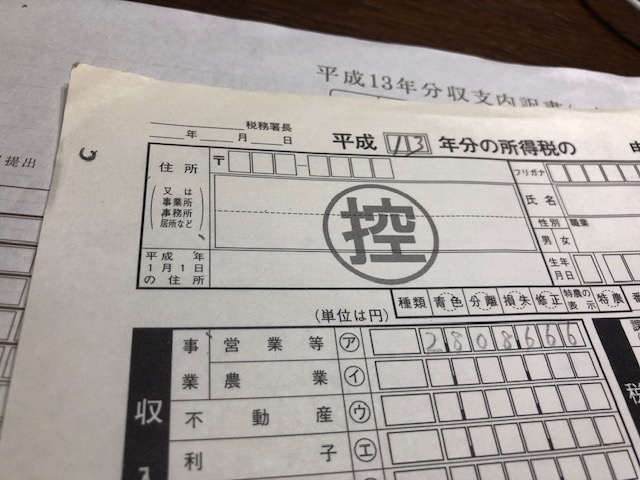 平成13年分収支内訳書(
提出
税務署長
年 月 日
平成 13 年分の所得税の 申
住所
〒
又は
事業所
事務所
居所など
控
フリガナ
氏名
性別 職業
男 女
生年
月日
平成 年
1月1日
の住所
種類 青色 分離 損失 修正 特農の表示 特農 番
(単位は円)
収入
事業 営業等 ㋐ 2808666
農業 ㋑
不動産 ㋒
利子 ㋓
税